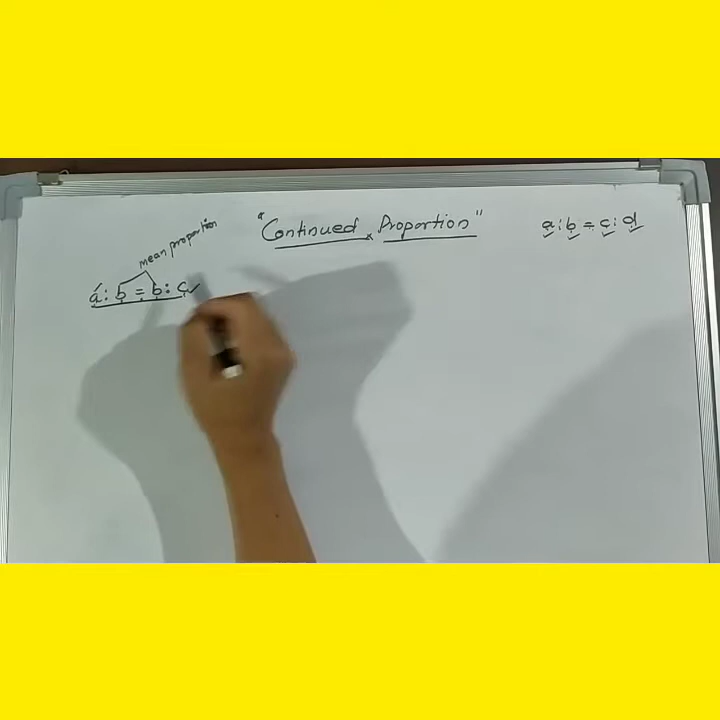 "Continued Proportion"
a : b = c : d
mean proportion
a : b = b : c